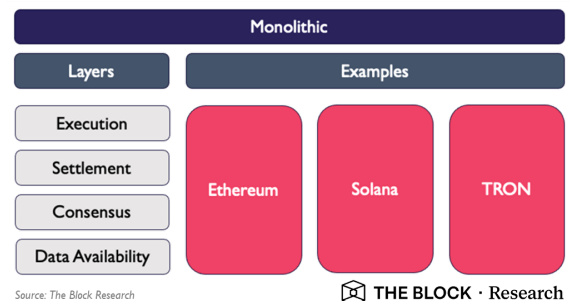 Monolithic
Layers
Examples
Execution
Settlement
Consensus
Data Availability
Ethereum
Solana
TRON
Source: The Block Research
THE BLOCK · Research